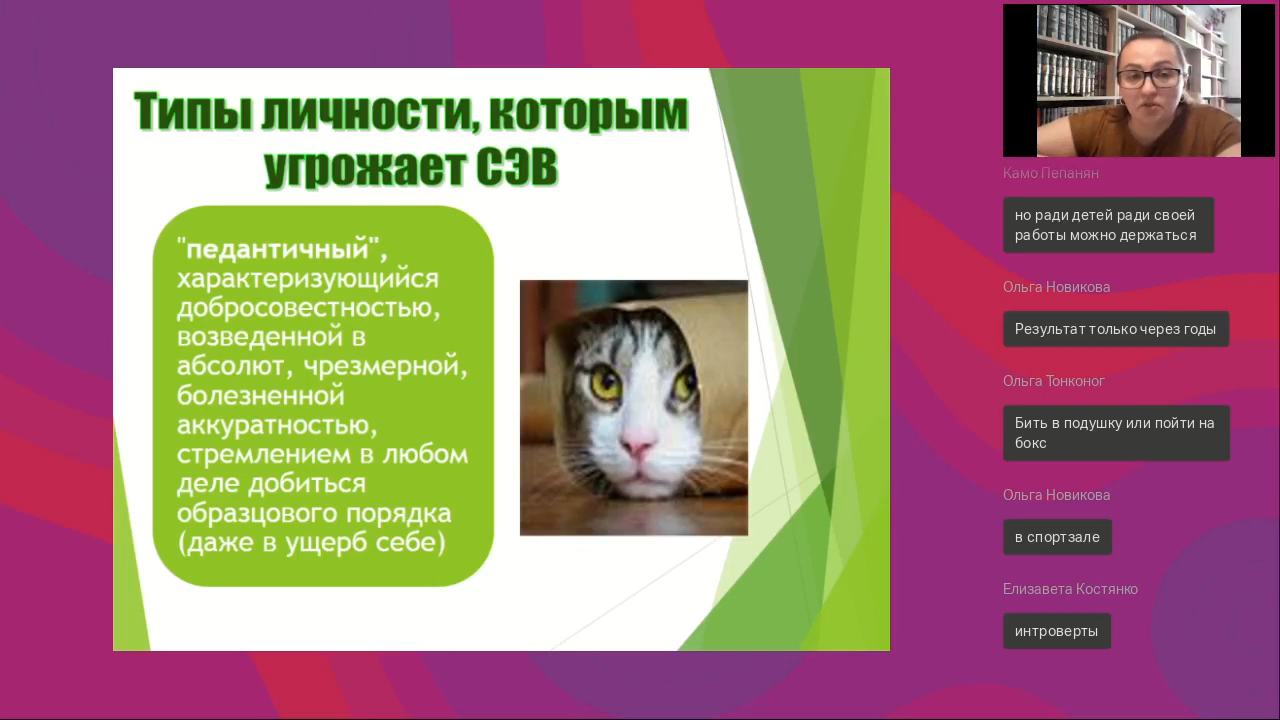 Типы личности, которым
угрожает СЭВ
"педантичный",
характеризующийся
добросовестностью,
возведенной в
абсолют, чрезмерной,
болезненной
аккуратностью,
стремлением в любом
деле добиться
образцового порядка
(даже в ущерб себе)
Камо Пепанян
но ради детей ради своей
работы можно держаться
Ольга Новикова
Результат только через годы
Ольга Тонконог
Бить в подушку или пойти на
бокс
Ольга Новикова
в спортзале
Елизавета Костянко
интроверты